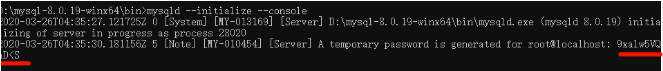 D:\mysql-8.0.19-winx64\bin>mysqld --initialize --console
2020-03-26T04:35:27.121725Z 0 [System] [MY-013169] [Server] D:\mysql-8.0.19-winx64\bin\mysqld.exe (mysqld 8.0.19) initia
lizing of server in progress as process 28020
2020-03-26T04:35:30.181156Z 5 [Note] [MY-010454] [Server] A temporary password is generated for root@localhost: 9xalw5VQ
D<S